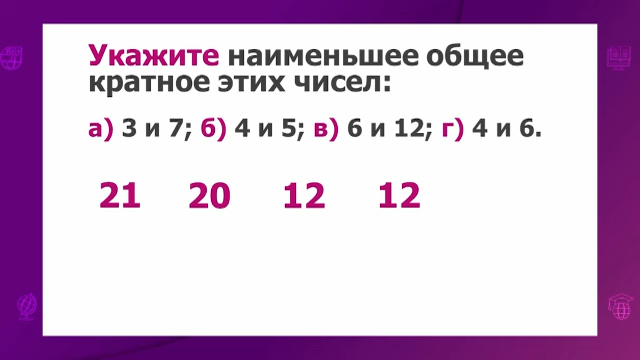 Укажите наименьшее общее
кратное этих чисел:
а) 3 и 7; б) 4 и 5; в) 6 и 12; г) 4 и 6.
21 20 12 12